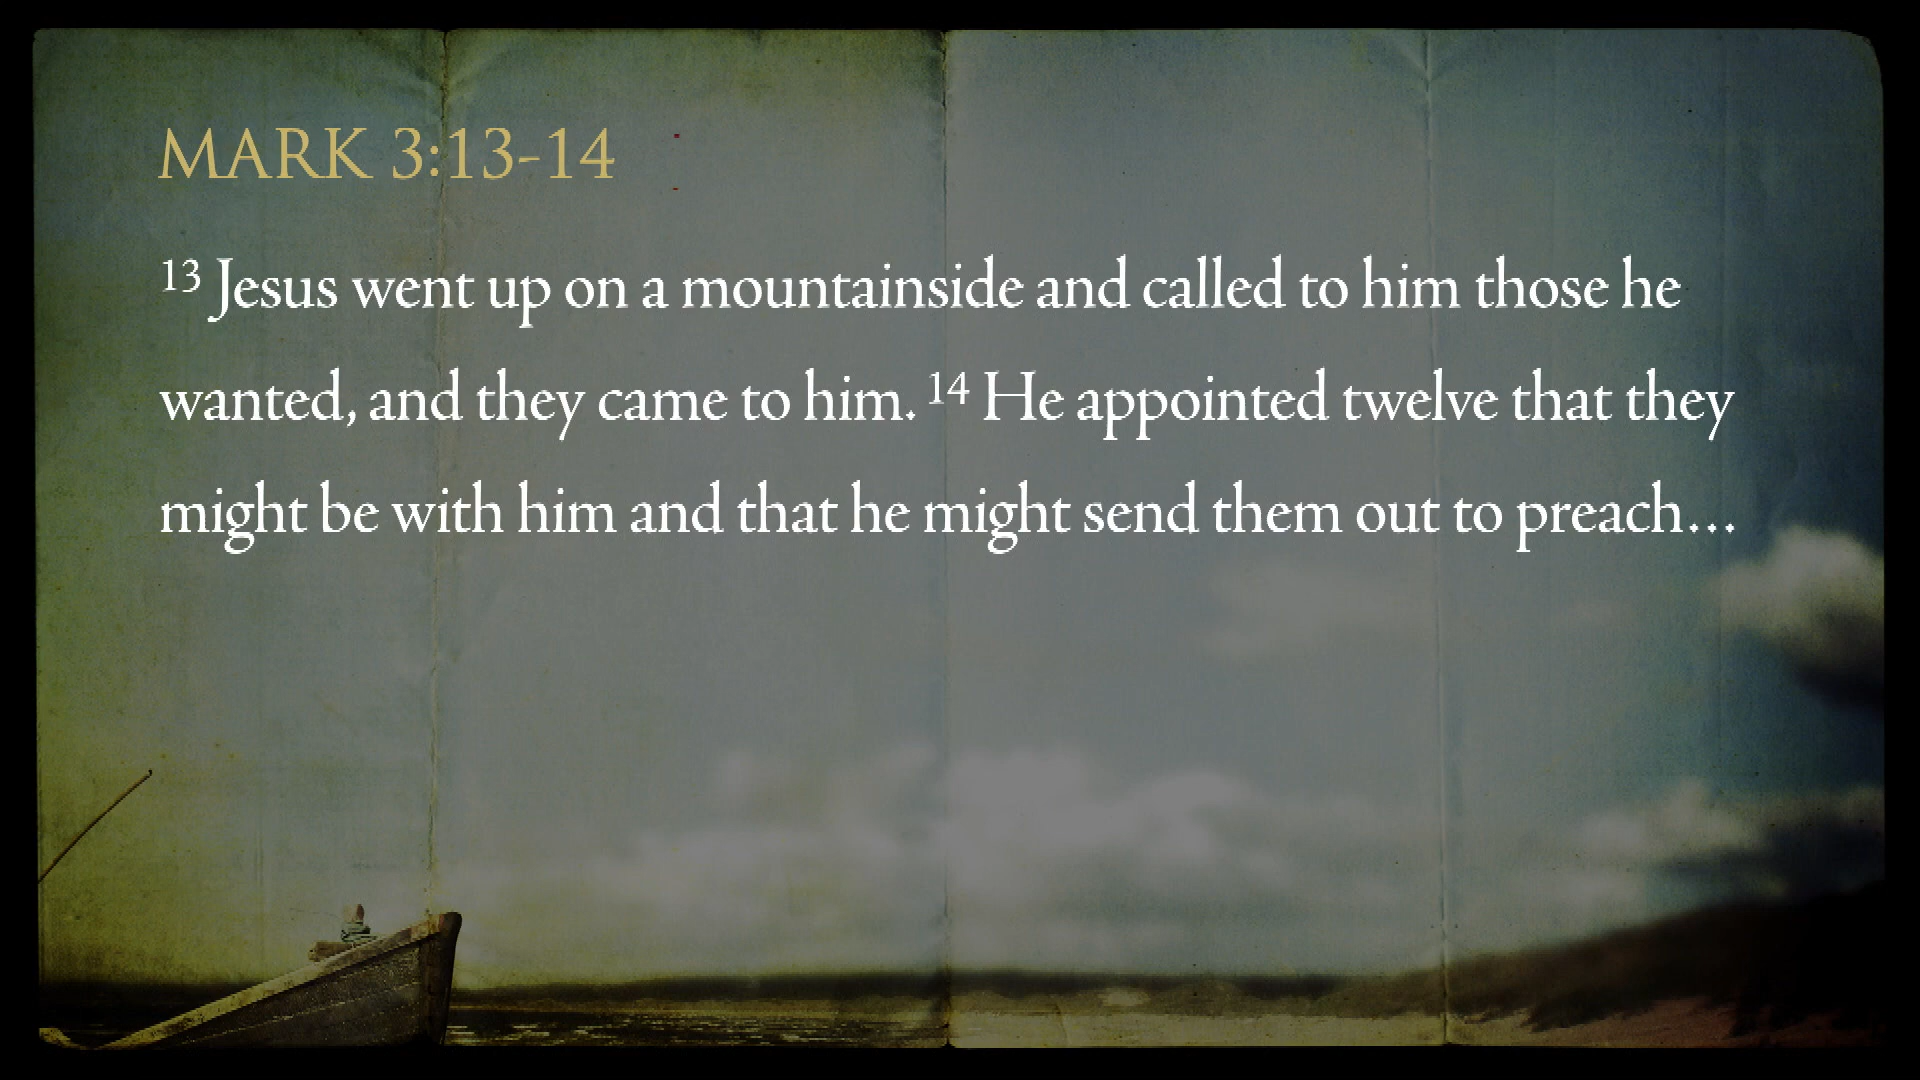 MARK 3:13-14
13 Jesus went up on a mountainside and called to him those he
wanted, and they came to him. 14 He appointed twelve that they
might be with him and that he might send them out to preach...